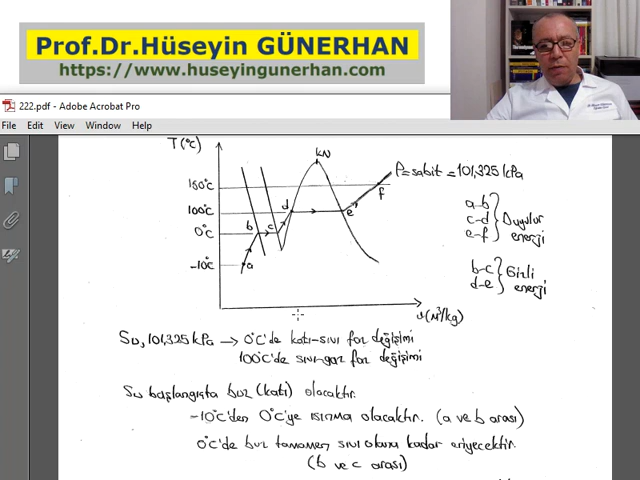 Prof.Dr.Hüseyin GÜNERHAN
https://www.huseyingunerhan.com
222.pdf - Adobe Acrobat Pro
File Edit View Window Help
T(°c)
KN
P=sabit = 101,325 kPa
150°c
f
a-b
c-d
e-f
Duyulur enerji
d
100°c
e
b
c
0°c
-10°c
a
b-c
d-e
Gizli enerji
v(m³/kg)
Su, 101,325 kPa → 0°c'de katı-sıvı faz değişimi
100°c'de sıvı-gaz faz değişimi
Su başlangışta buz (katı) olacaktır.
-10°c'den 0°c'ye ısınma olacaktır. (a ve b arası)
0°c'de buz tamamen sıvı olana kadar eriyecektir.
(b ve c arası)